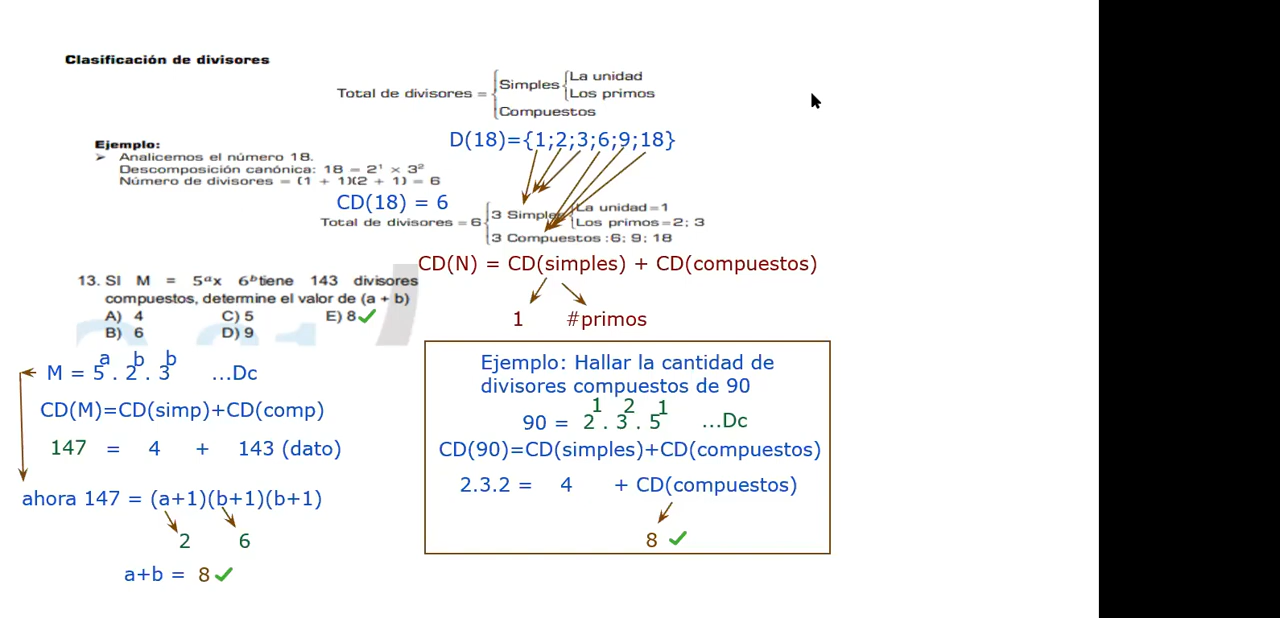 Clasificación de divisores
Total de divisores =
Simples
La unidad
Los primos
Compuestos
D(18)={1;2;3;6;9;18}
Ejemplo:
➢ Analicemos el número 18.
Descomposición canónica: 18 = 2¹ × 3²
Número de divisores = (1 + 1)(2 + 1) = 6
CD(18) = 6
Total de divisores = 6
3 Simples
La unidad=1
Los primos=2; 3
3 Compuestos :6; 9; 18
CD(N) = CD(simples) + CD(compuestos)
1 #primos
13. SI M = 5ᵃx 6ᵇtiene 143 divisores
compuestos, determine el valor de (a + b)
A) 4 C) 5 E) 8
B) 6 D) 9
M = 5ᵃ . 2ᵇ . 3ᵇ ...Dc
CD(M)=CD(simp)+CD(comp)
147 = 4 + 143 (dato)
ahora 147 = (a+1)(b+1)(b+1)
2 6
a+b = 8
Ejemplo: Hallar la cantidad de
divisores compuestos de 90
90 = 2¹ . 3² . 5¹ ...Dc
CD(90)=CD(simples)+CD(compuestos)
2.3.2 = 4 + CD(compuestos)
8